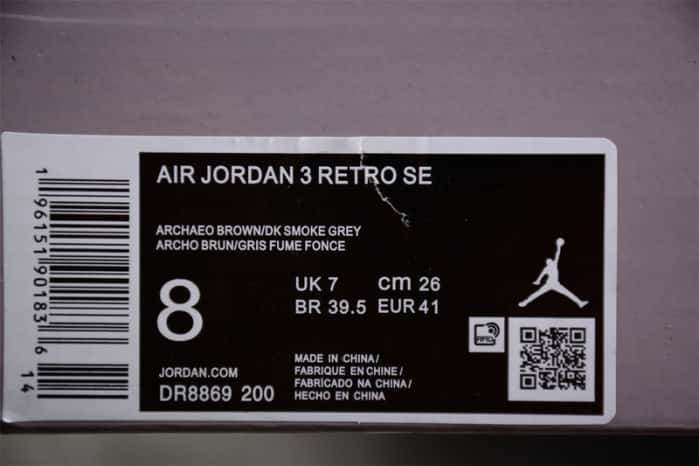 AIR JORDAN 3 RETRO SE
ARCHAEO BROWN/DK SMOKE GREY
ARCHO BRUN/GRIS FUME FONCE
8
UK 7 cm 26
BR 39.5 EUR 41
JORDAN.COM
DR8869 200
MADE IN CHINA/
FABRIQUE EN CHINE/
FABRICADO NA CHINA/
HECHO EN CHINA
RFID
1 96151 90183 6
14